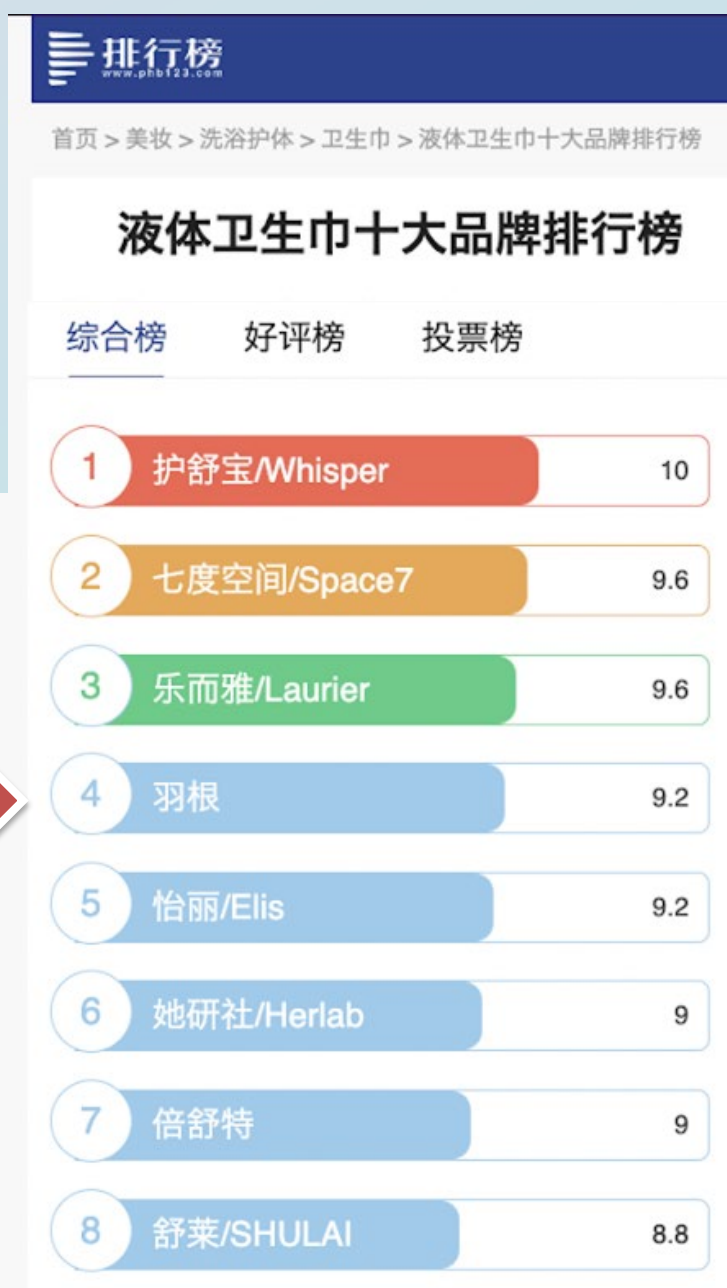 排行榜
www.phb123.com
首页 > 美妆 > 洗浴护体 > 卫生巾 > 液体卫生巾十大品牌排行榜
液体卫生巾十大品牌排行榜
综合榜 好评榜 投票榜
1 护舒宝/Whisper 10
2 七度空间/Space7 9.6
3 乐而雅/Laurier 9.6
4 羽根 9.2
5 怡丽/Elis 9.2
6 她研社/Herlab 9
7 倍舒特 9
8 舒莱/SHULAI 8.8